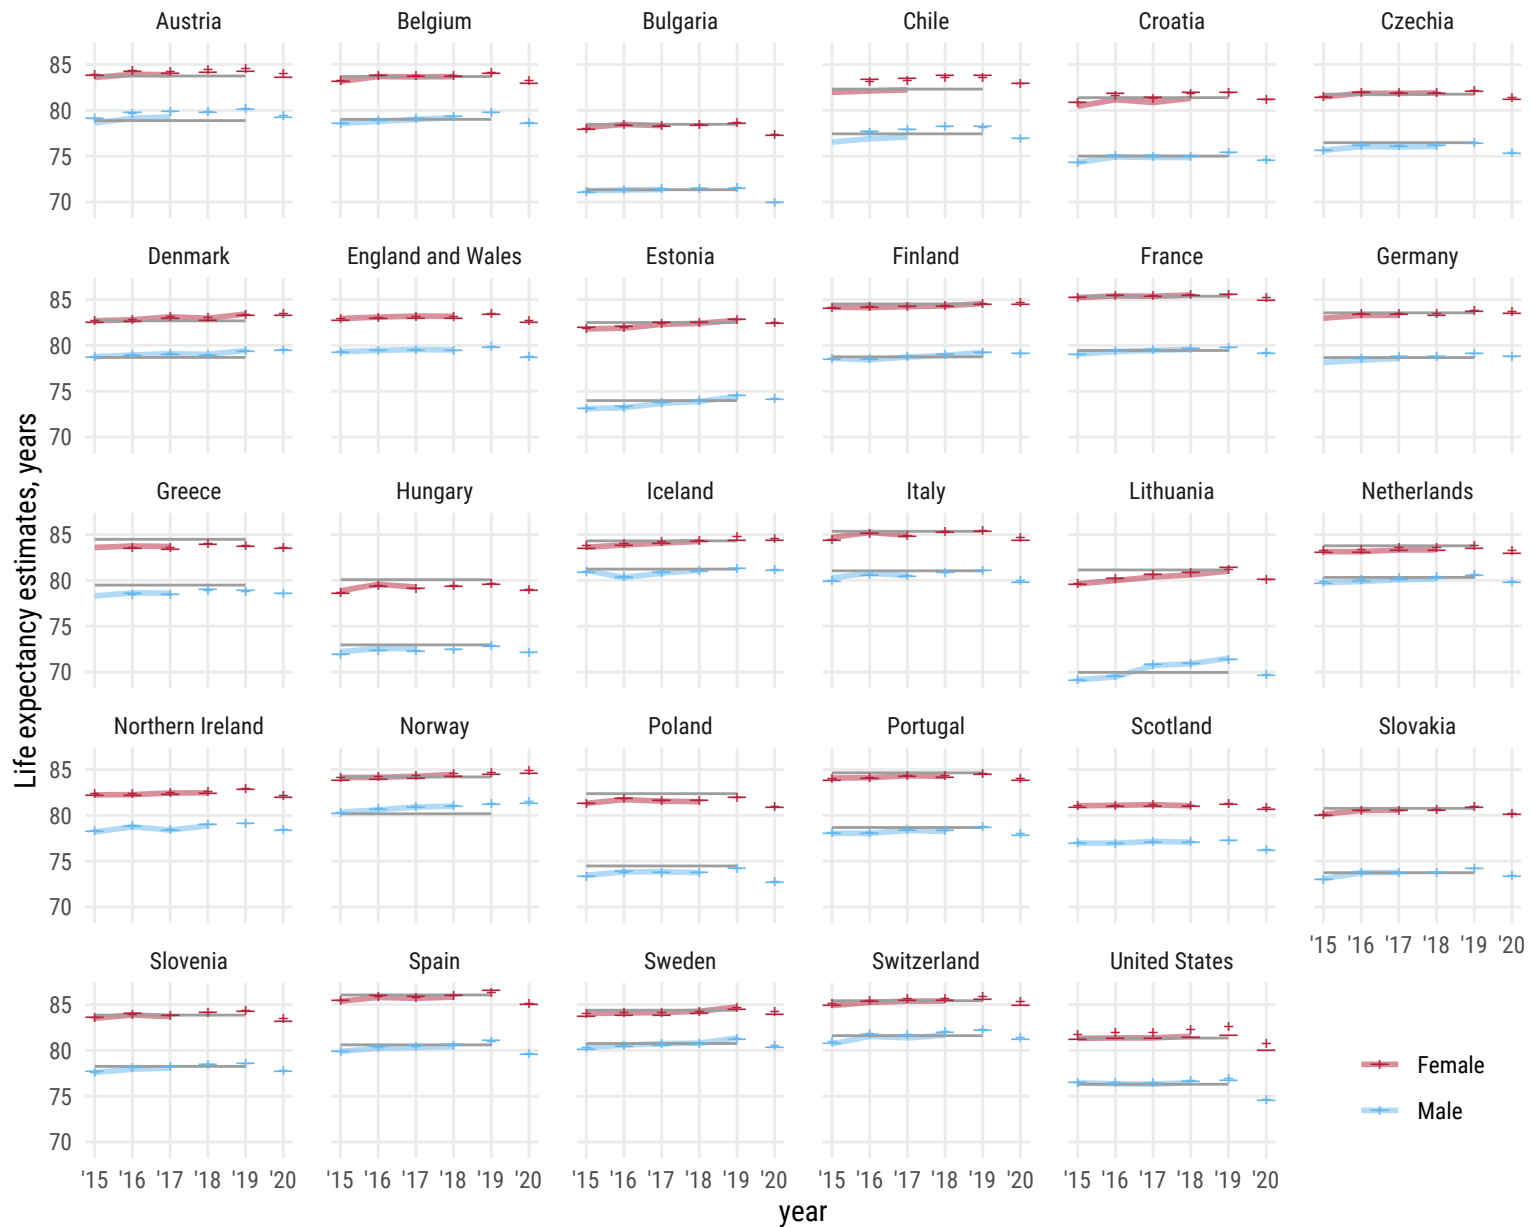 Austria Belgium Bulgaria Chile Croatia Czechia
85
80
75
70
Denmark England and Wales Estonia Finland France Germany
85
80
75
70
Greece Hungary Iceland Italy Lithuania Netherlands
85
80
75
70
Life expectancy estimates, years
Northern Ireland Norway Poland Portugal Scotland Slovakia
85
80
75
70
'15 '16 '17 '18 '19 '20
Slovenia Spain Sweden Switzerland United States
85
80
75
70
Female
Male
'15 '16 '17 '18 '19 '20 '15 '16 '17 '18 '19 '20 '15 '16 '17 '18 '19 '20 '15 '16 '17 '18 '19 '20 '15 '16 '17 '18 '19 '20
year